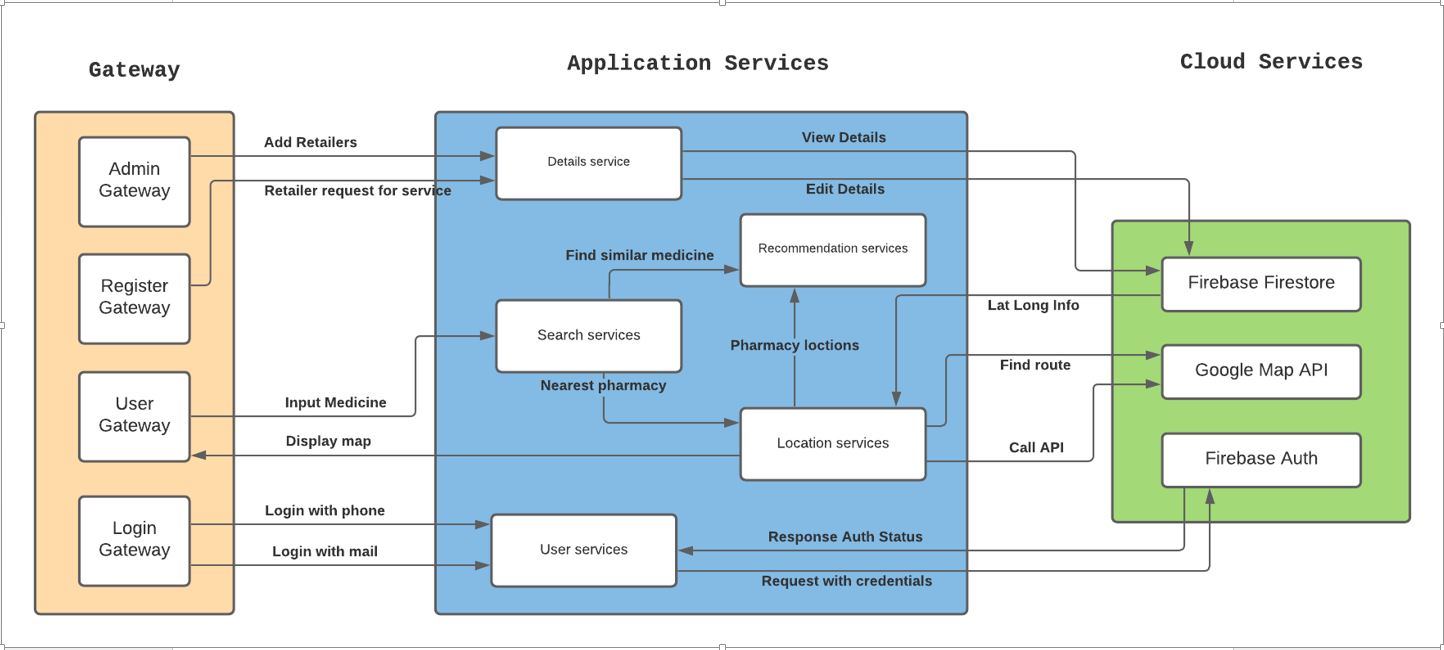 Gateway
Application Services
Cloud Services
Admin
Gateway
Add Retailers
Retailer request for service
Details service
View Details
Edit Details
Register
Gateway
Find similar medicine
Recommendation services
Firebase Firestore
Lat Long Info
Search services
Pharmacy loctions
Nearest pharmacy
Find route
Google Map API
User
Gateway
Input Medicine
Display map
Location services
Call API
Firebase Auth
Login
Gateway
Login with phone
Login with mail
User services
Response Auth Status
Request with credentials